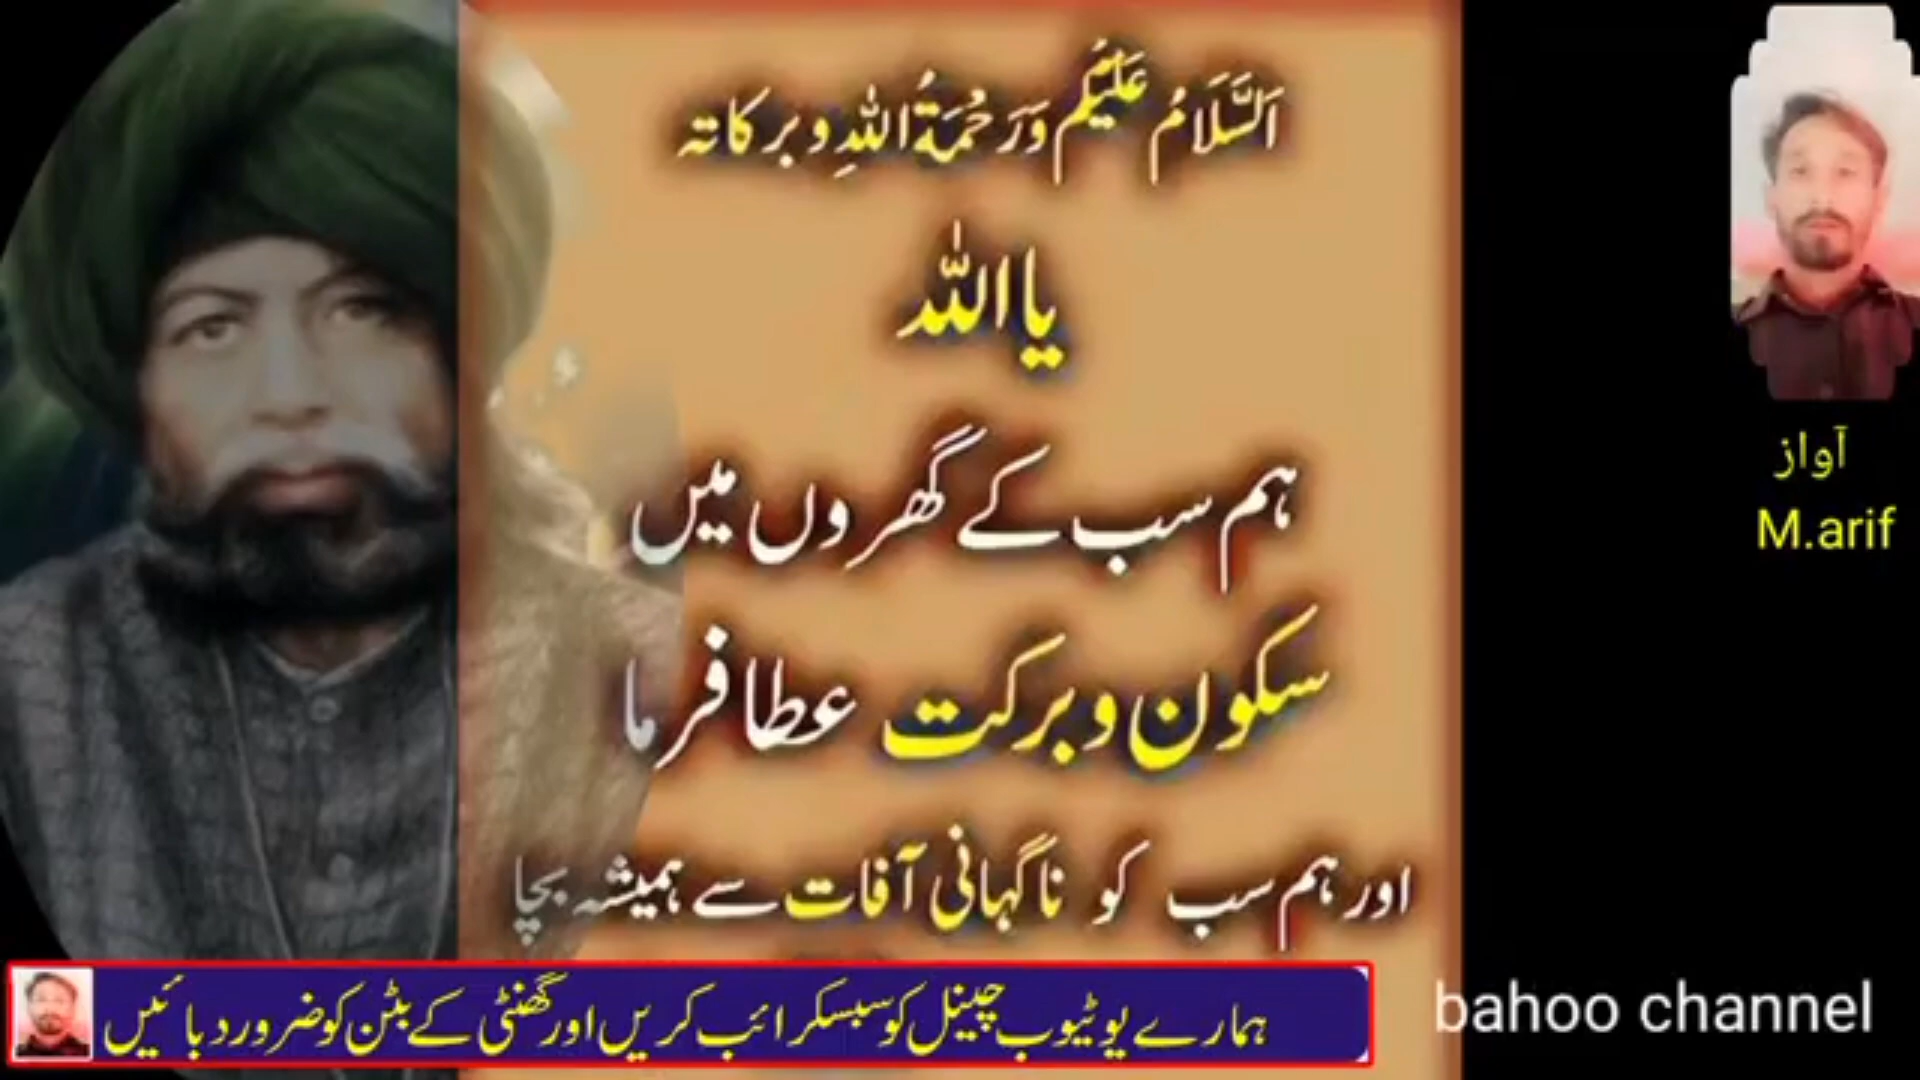 اَلسَّلَامُ عَلَیْکُم وَرَحْمَۃُ اللہِ وبرکاتہ
یا اللہ
ہم سب کے گھروں میں
سکون و برکت عطا فرما
اور ہم سب کو ناگہانی آفات سے ہمیشہ بچا
آواز
M.arif
ہمارے یوٹیوب چینل کو سبسکرائب کریں اور گھنٹی کے بٹن کو ضرور دبائیں
bahoo channel